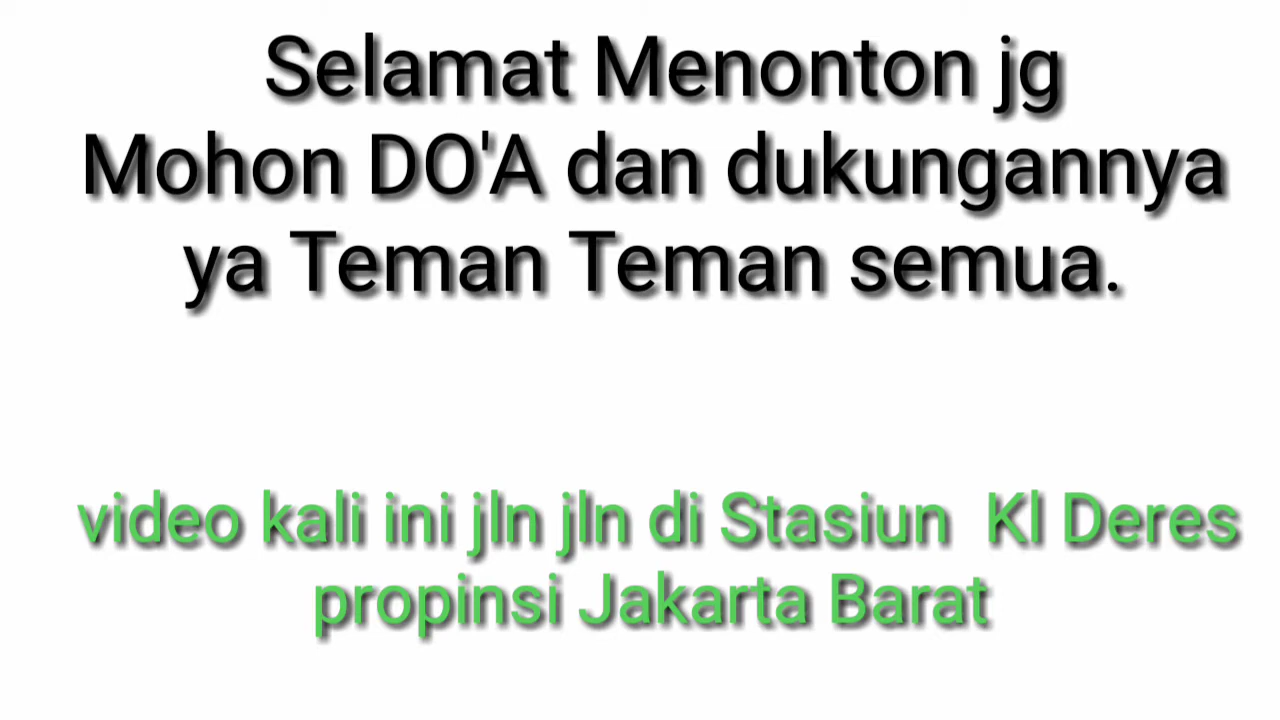 Selamat Menonton jg
Mohon DO'A dan dukungannya
ya Teman Teman semua.
video kali ini jln jln di Stasiun  Kl Deres
propinsi Jakarta Barat